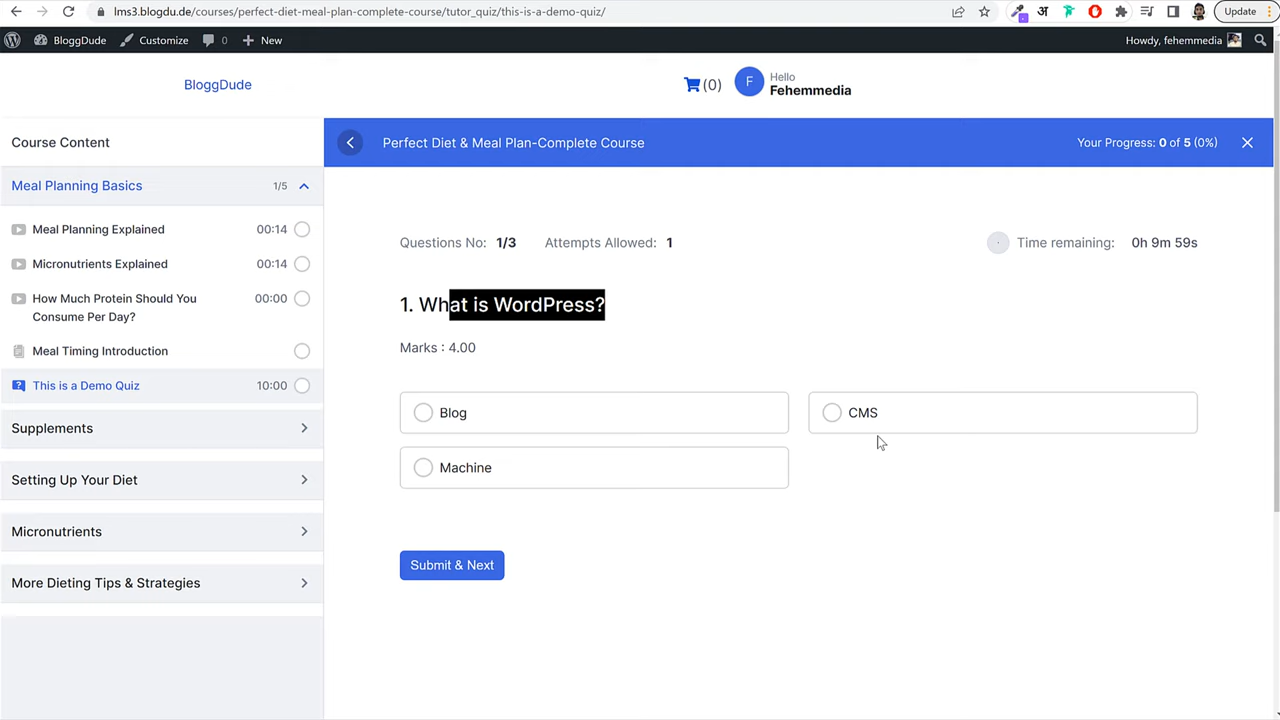 lms3.blogdu.de/courses/perfect-diet-meal-plan-complete-course/tutor_quiz/this-is-a-demo-quiz/
अ
Update
BloggDude
Customize
0
New
Howdy, fehemmedia
BloggDude
(0)
F
Hello
Fehemmedia
Course Content
Perfect Diet & Meal Plan-Complete Course
Your Progress: 0 of 5 (0%)
Meal Planning Basics
1/5
Meal Planning Explained
00:14
Micronutrients Explained
00:14
How Much Protein Should You
Consume Per Day?
00:00
Meal Timing Introduction
This is a Demo Quiz
10:00
Supplements
Setting Up Your Diet
Micronutrients
More Dieting Tips & Strategies
Questions No: 1/3
Attempts Allowed: 1
Time remaining: 0h 9m 59s
1. What is WordPress?
Marks : 4.00
Blog
CMS
Machine
Submit & Next